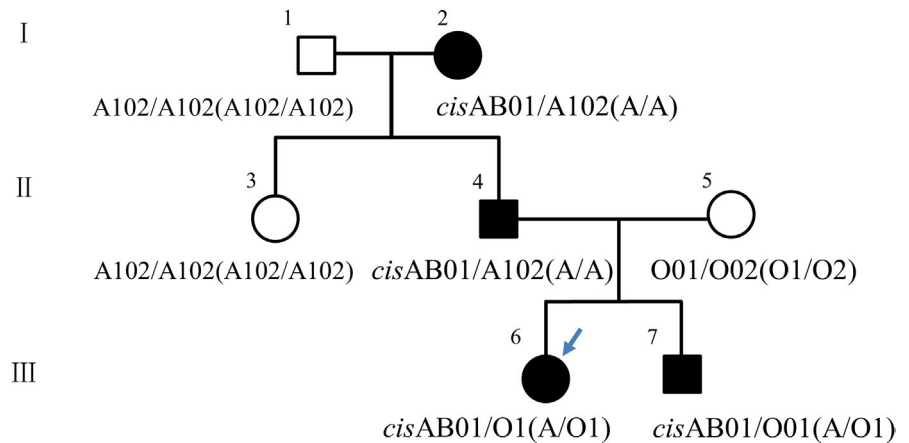 I
1
2
A102/A102(A102/A102)
cisAB01/A102(A/A)
II
3
4
5
A102/A102(A102/A102)
cisAB01/A102(A/A)
O01/O02(O1/O2)
III
6
7
cisAB01/O1(A/O1)
cisAB01/O01(A/O1)